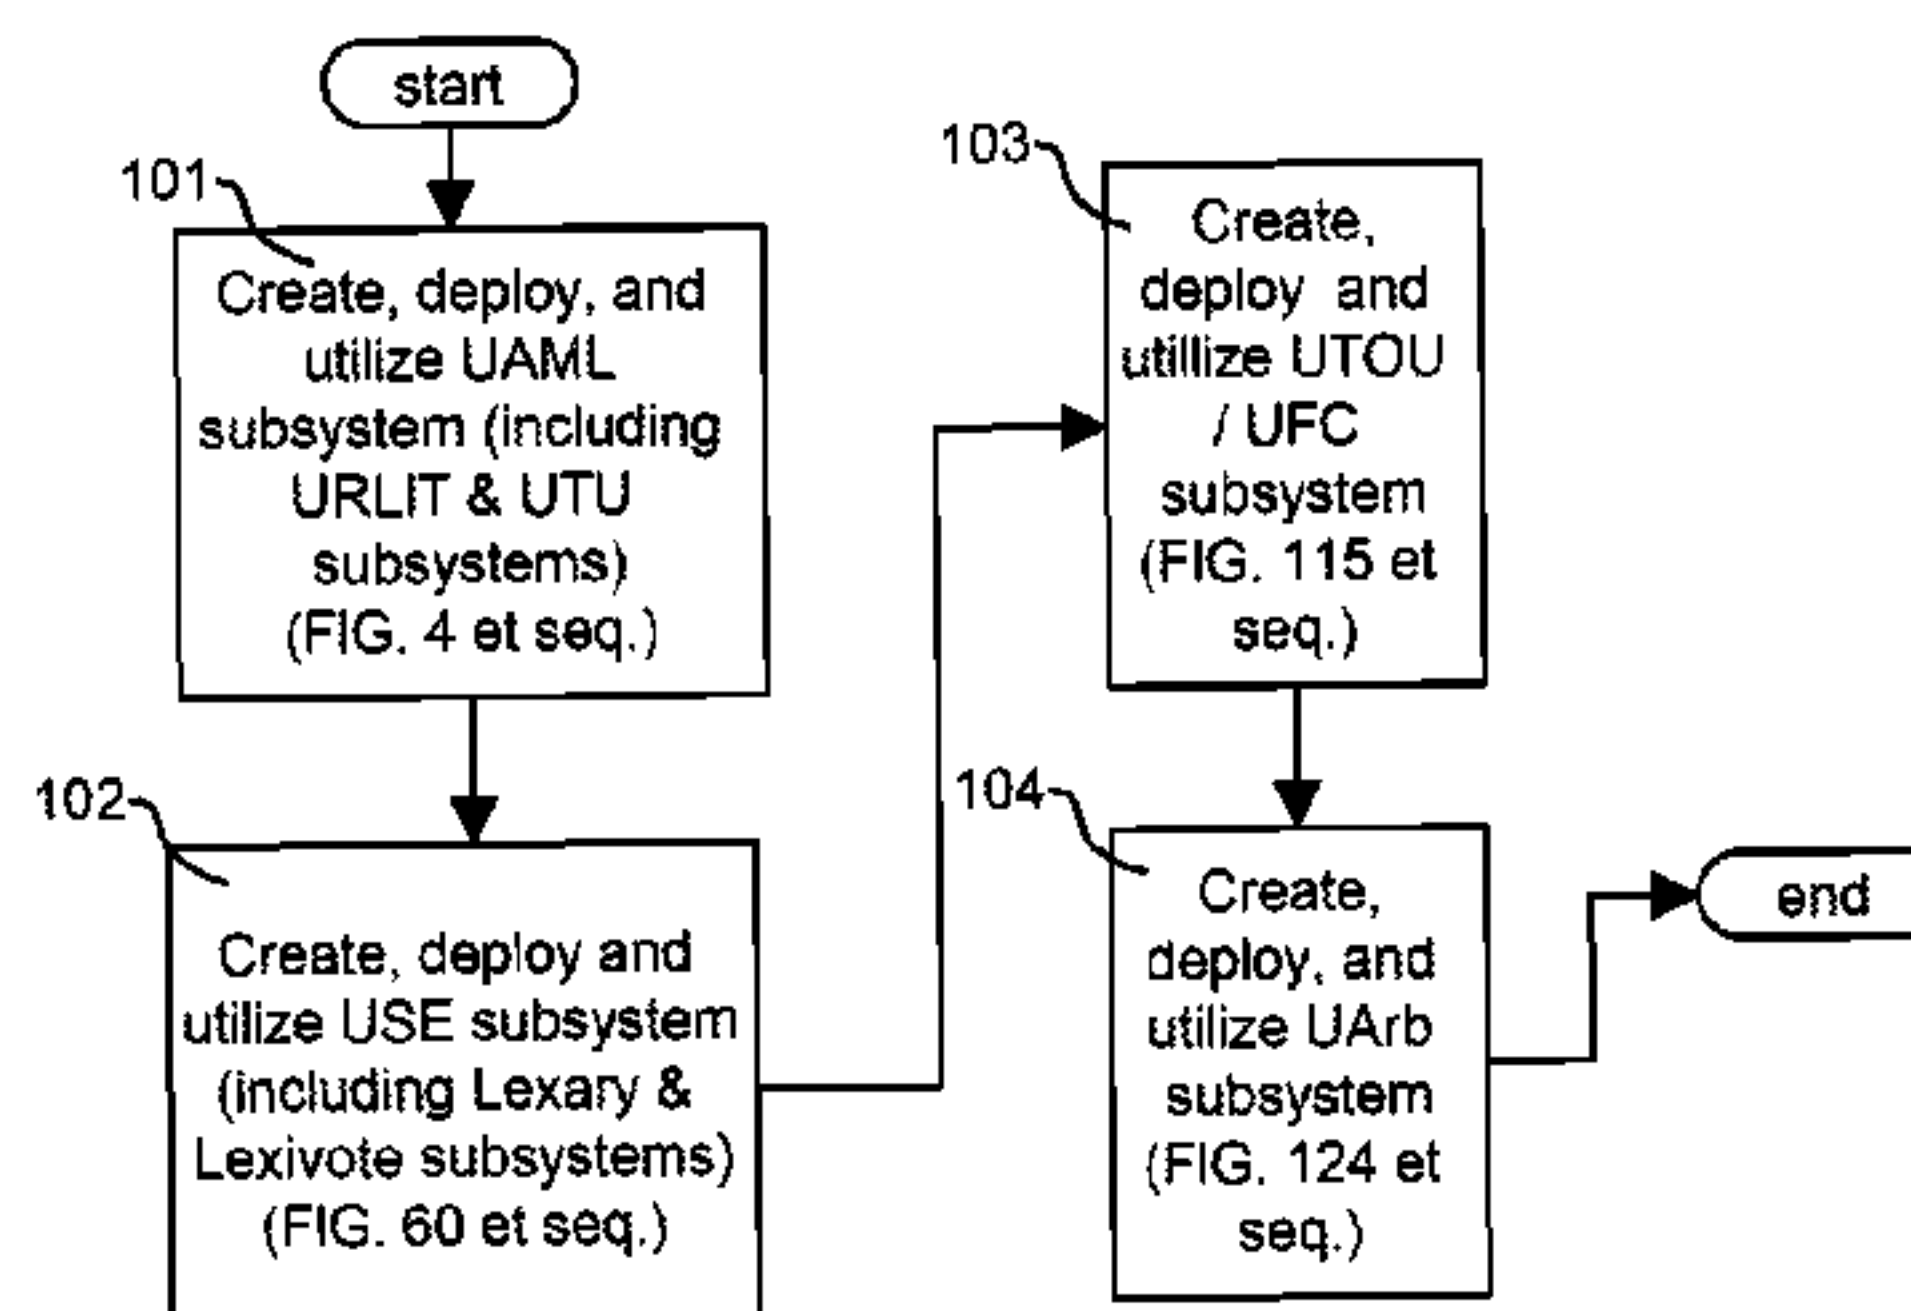 start
101
Create, deploy, and
utilize UAML
subsystem (including
URLIT & UTU
subsystems)
(FIG. 4 et seq.)
102
Create, deploy and
utilize USE subsystem
(including Lexary &
Lexivote subsystems)
(FIG. 60 et seq.)
103
Create,
deploy and
utillize UTOU
/ UFC
subsystem
(FIG. 115 et
seq.)
104
Create,
deploy, and
utilize UArb
subsystem
(FIG. 124 et
seq.)
end